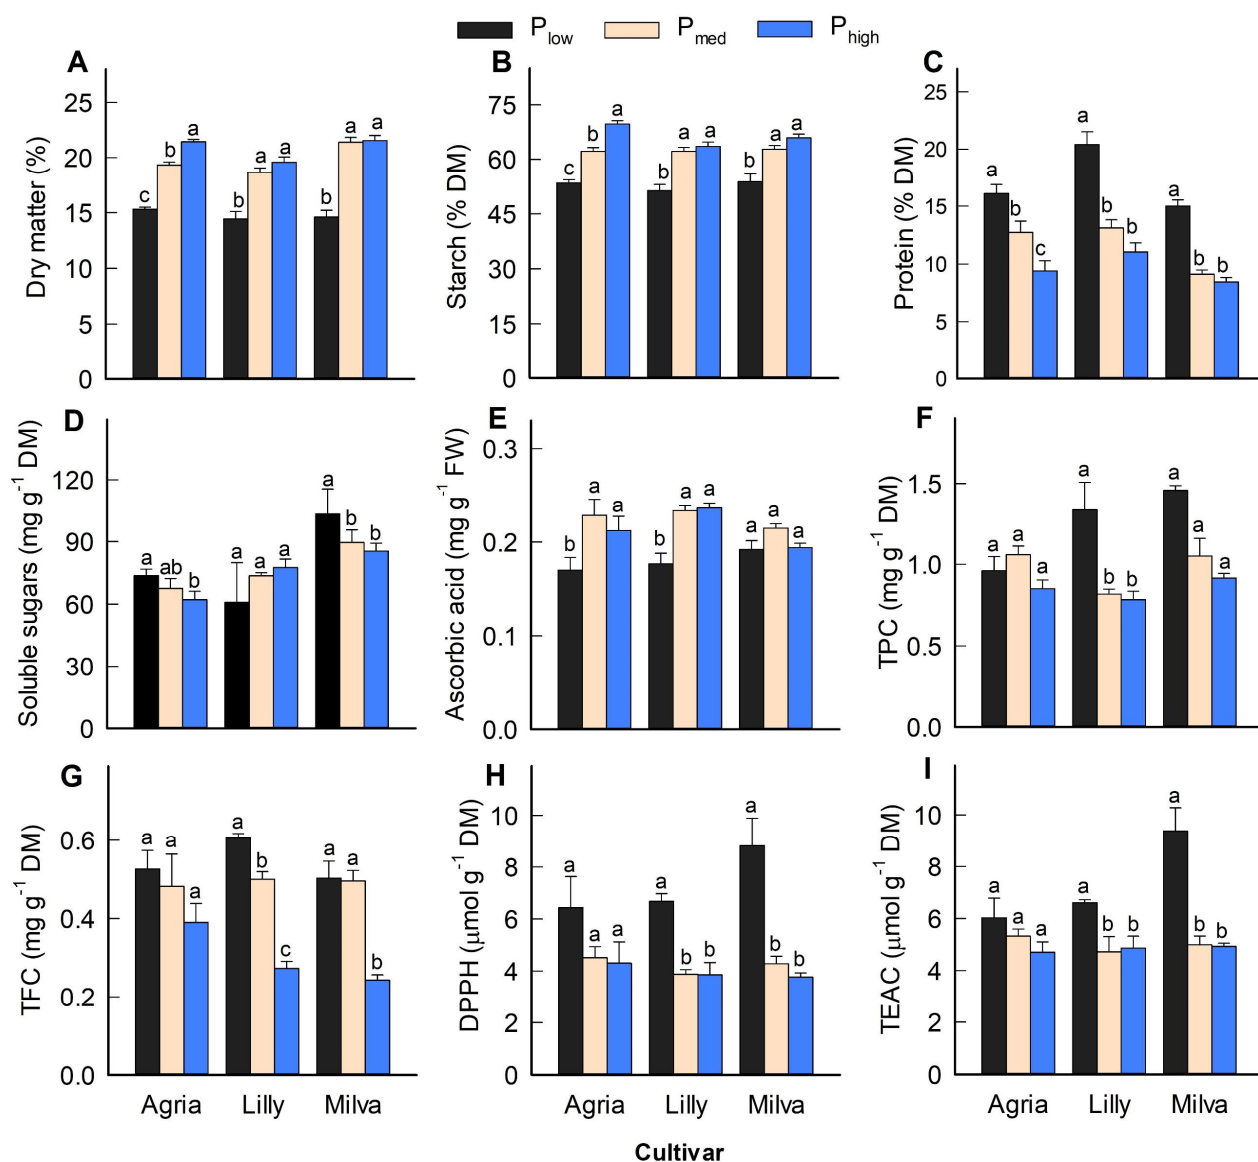 P_low P_med P_high
A
Dry matter (%)
25
20
15
10
5
0
c b a b a a b a a
B
Starch (% DM)
75
60
45
30
15
0
c b a b a a b a a
C
Protein (% DM)
25
20
15
10
5
0
a b c a b b a b b
D
Soluble sugars (mg g⁻¹ DM)
120
90
60
30
0
a ab b a a a a b b
E
Ascorbic acid (mg g⁻¹ FW)
0.3
0.2
0.1
0.0
b a a b a a a a a
F
TPC (mg g⁻¹ DM)
1.5
1.0
0.5
0.0
a a a a b b a a a
G
TFC (mg g⁻¹ DM)
0.6
0.4
0.2
0.0
a a a a b c a a b
Agria Lilly Milva
H
DPPH (μmol g⁻¹ DM)
10
8
6
4
2
0
a a a a b b a b b
Agria Lilly Milva
I
TEAC (μmol g⁻¹ DM)
10
8
6
4
2
0
a a a a b b a b b
Agria Lilly Milva
Cultivar